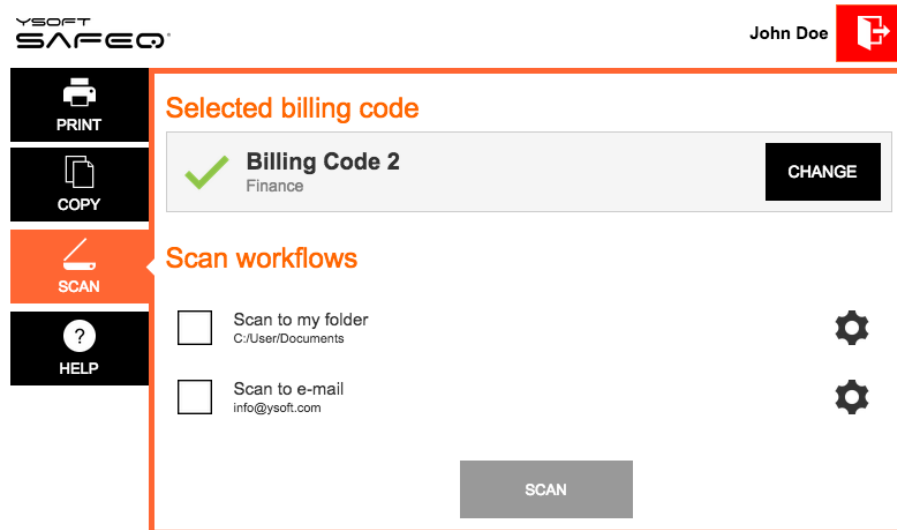 YSOFT
SAFEQ
John Doe
PRINT
COPY
SCAN
?
HELP
Selected billing code
Billing Code 2
Finance
CHANGE
Scan workflows
Scan to my folder
C:/User/Documents
Scan to e-mail
info@ysoft.com
SCAN